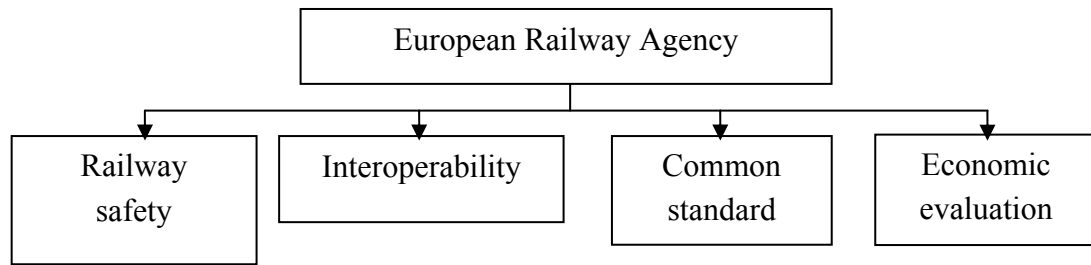 European Railway Agency
Railway
safety
Interoperability
Common
standard
Economic
evaluation